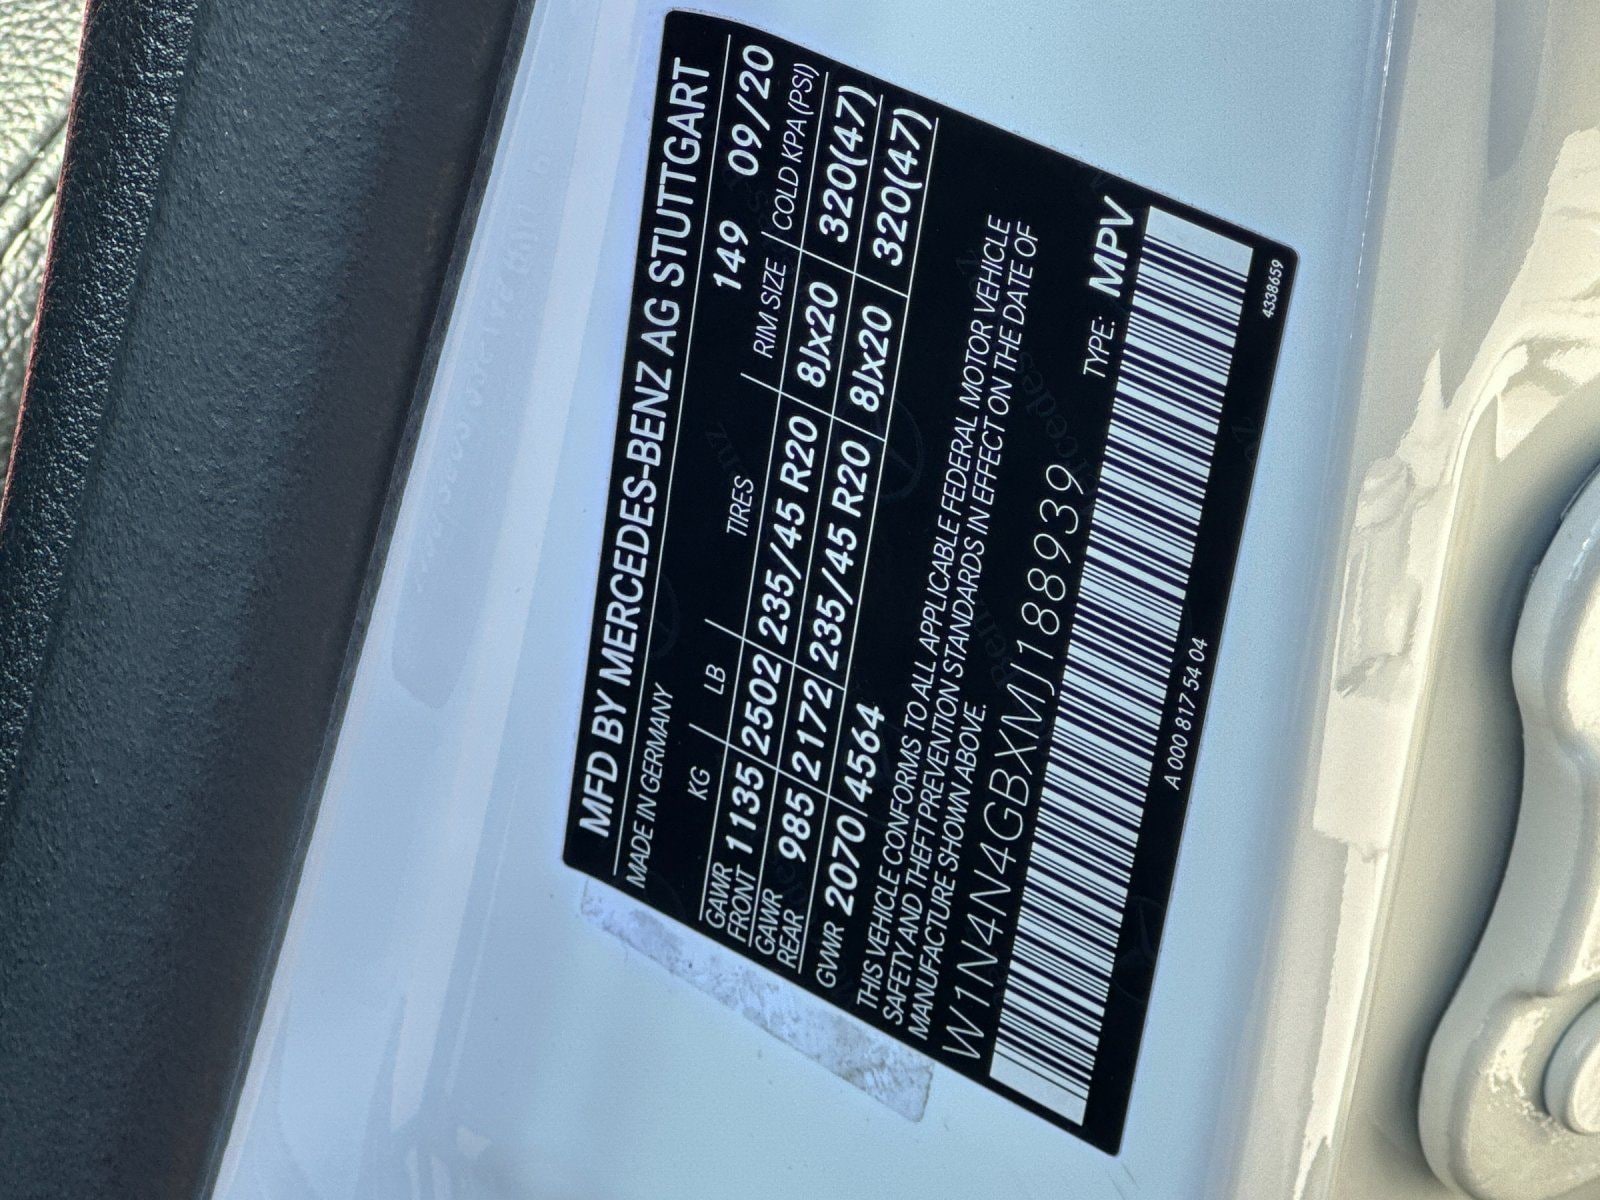 MFD BY MERCEDES-BENZ AG STUTTGART
MADE IN GERMANY 149 09/20
KG LB TIRES RIM SIZE COLD KPA(PSI)
GAWR FRONT 1135 2502 235/45 R20 8Jx20 320(47)
GAWR REAR 985 2172 235/45 R20 8Jx20 320(47)
GVWR 2070 4564
THIS VEHICLE CONFORMS TO ALL APPLICABLE FEDERAL MOTOR VEHICLE
SAFETY AND THEFT PREVENTION STANDARDS IN EFFECT ON THE DATE OF
MANUFACTURE SHOWN ABOVE.
W1N4N4GBXMJ188939 TYPE: MPV
A 000 817 54 04 4338659